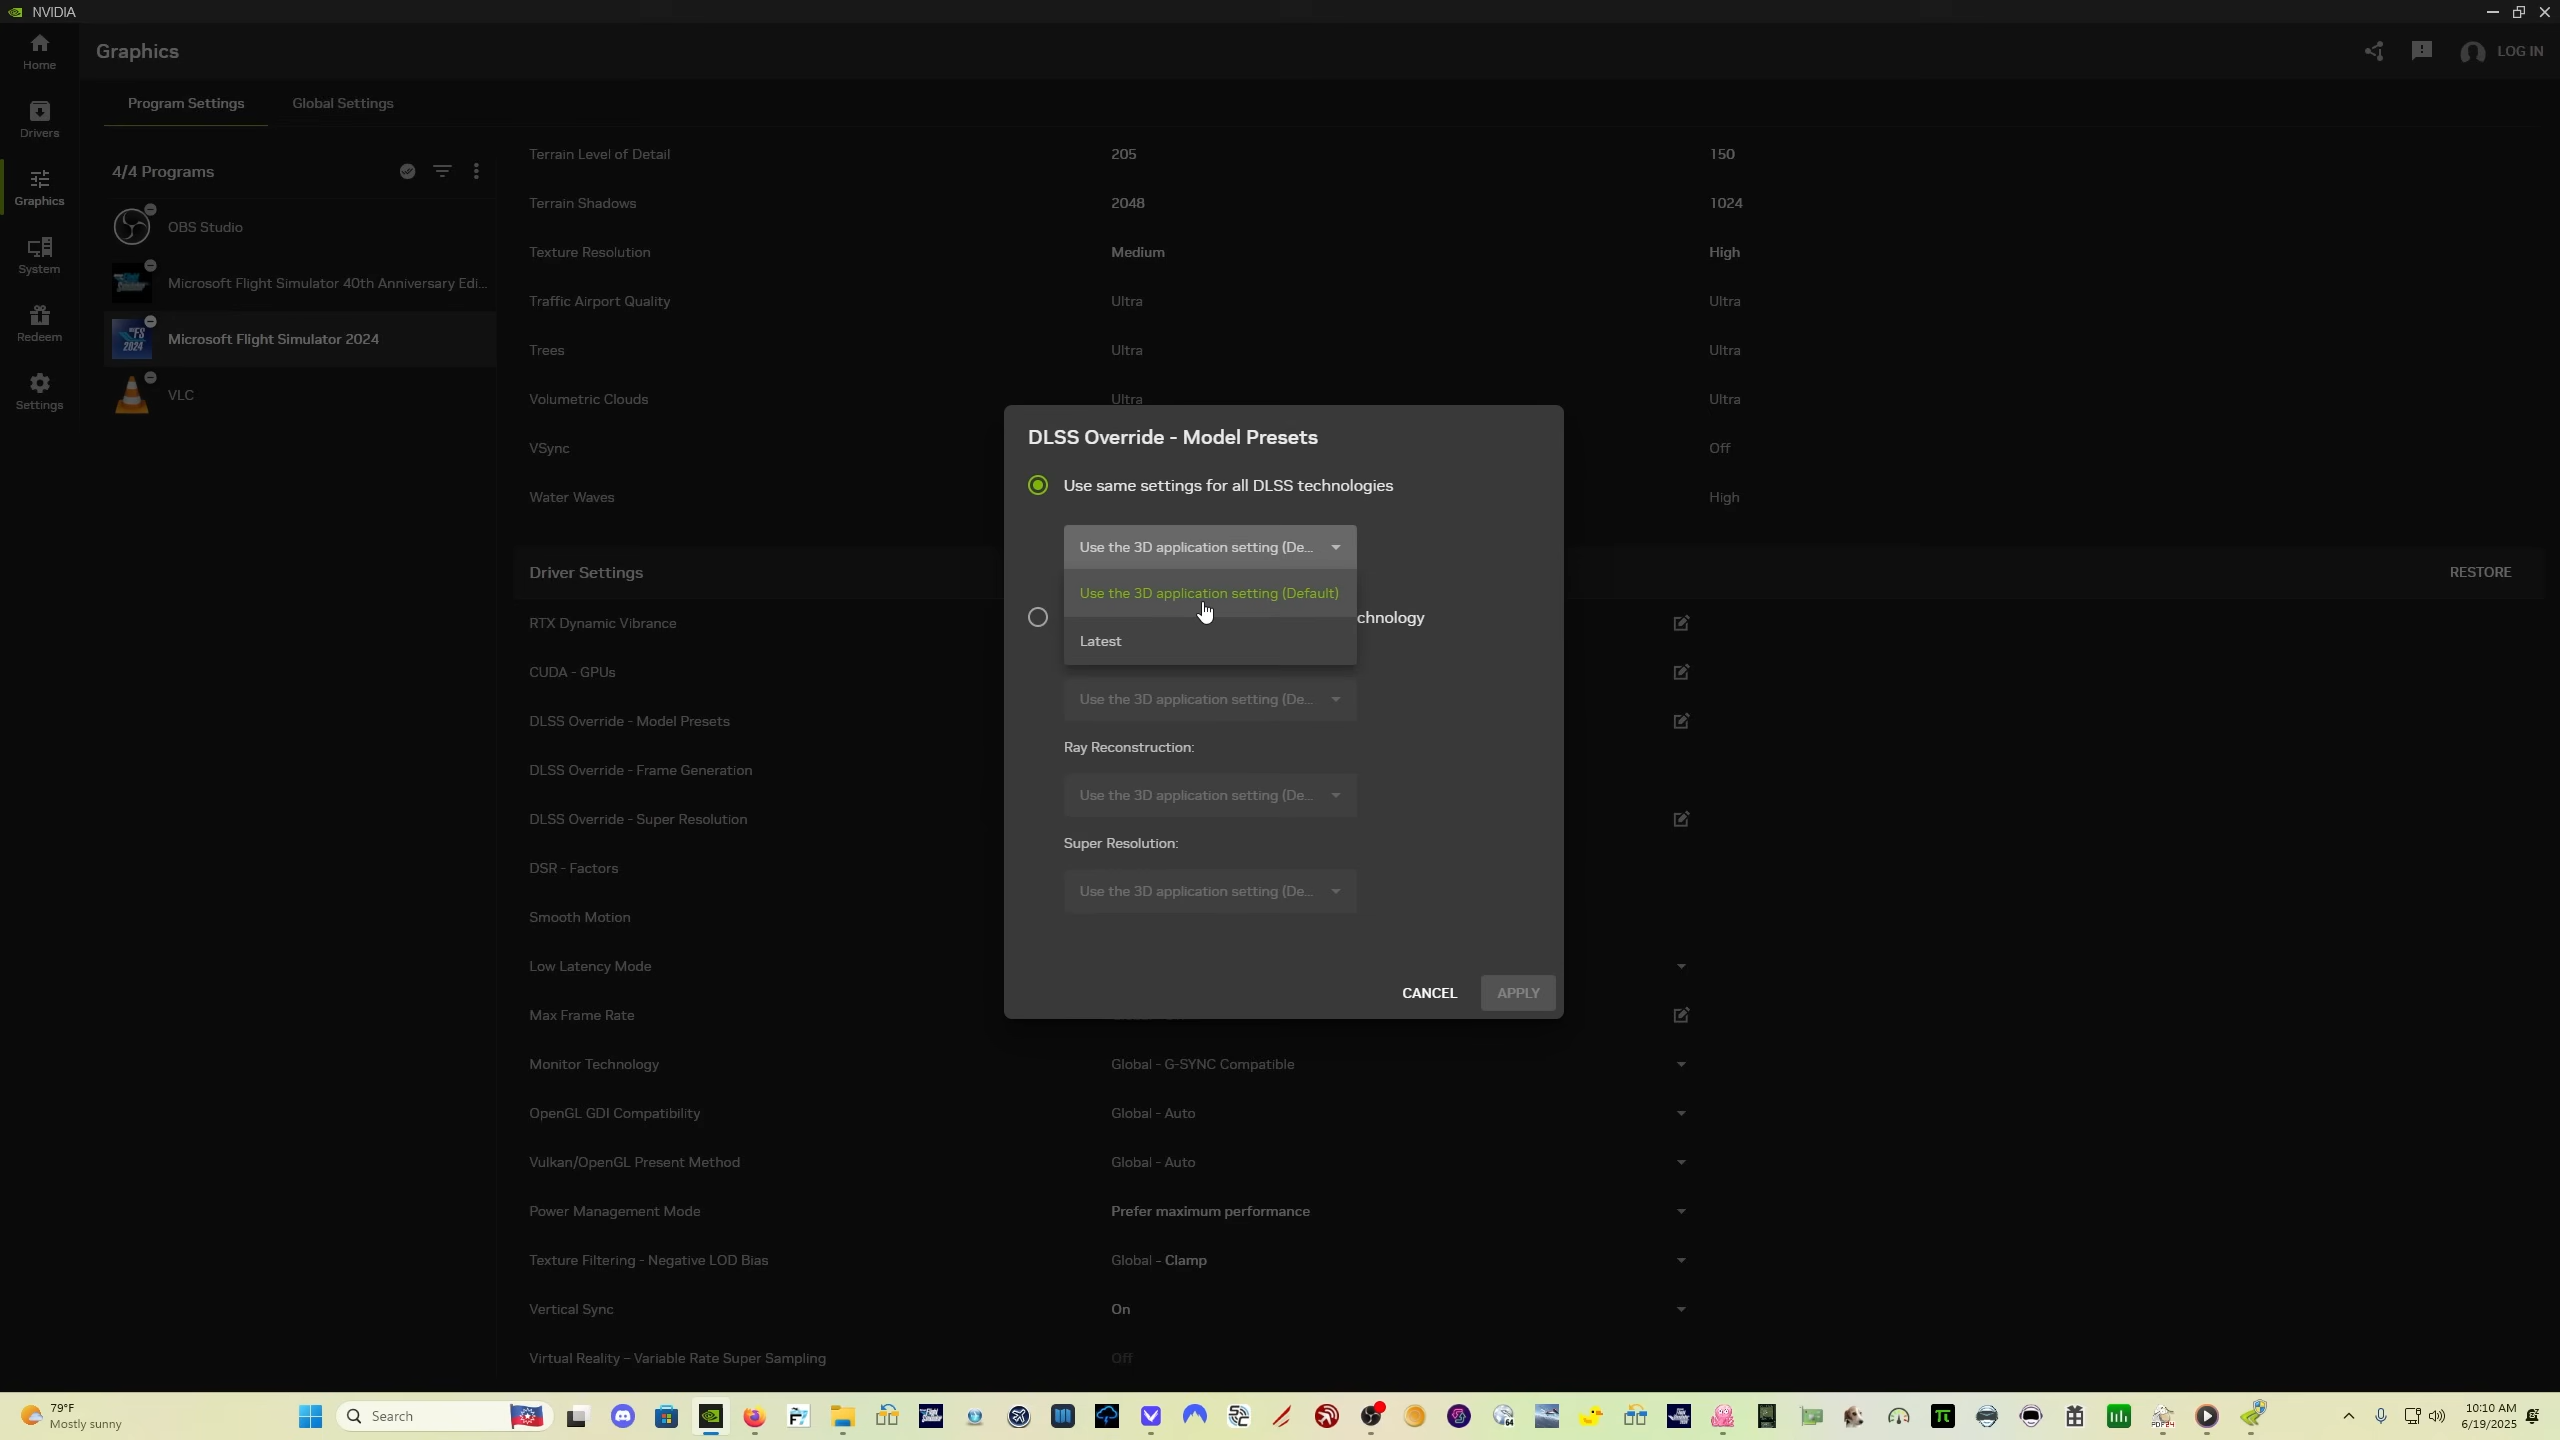 NVIDIA
Home
Graphics
LOG IN
Drivers
Program Settings
Global Settings
Graphics
4/4 Programs
System
OBS Studio
Microsoft Flight Simulator 40th Anniversary Edi...
Redeem
Microsoft Flight Simulator 2024
Settings
VLC
Terrain Level of Detail 205 150
Terrain Shadows 2048 1024
Texture Resolution Medium High
Traffic Airport Quality Ultra Ultra
Trees Ultra Ultra
Volumetric Clouds Ultra Ultra
VSync Off
Water Waves High
Driver Settings RESTORE
RTX Dynamic Vibrance
CUDA - GPUs
DLSS Override - Model Presets
DLSS Override - Frame Generation
DLSS Override - Super Resolution
DSR - Factors
Smooth Motion
Low Latency Mode
Max Frame Rate
Monitor Technology Global - G-SYNC Compatible
OpenGL GDI Compatibility Global - Auto
Vulkan/OpenGL Present Method Global - Auto
Power Management Mode Prefer maximum performance
Texture Filtering - Negative LOD Bias Global - Clamp
Vertical Sync On
Virtual Reality – Variable Rate Super Sampling Off
DLSS Override - Model Presets
Use same settings for all DLSS technologies
Use the 3D application setting (De...
Use the 3D application setting (Default)
chnology
Latest
Use the 3D application setting (De...
Ray Reconstruction:
Use the 3D application setting (De...
Super Resolution:
Use the 3D application setting (De...
CANCEL APPLY
79°F
Mostly sunny
Search
10:10 AM
6/19/2025